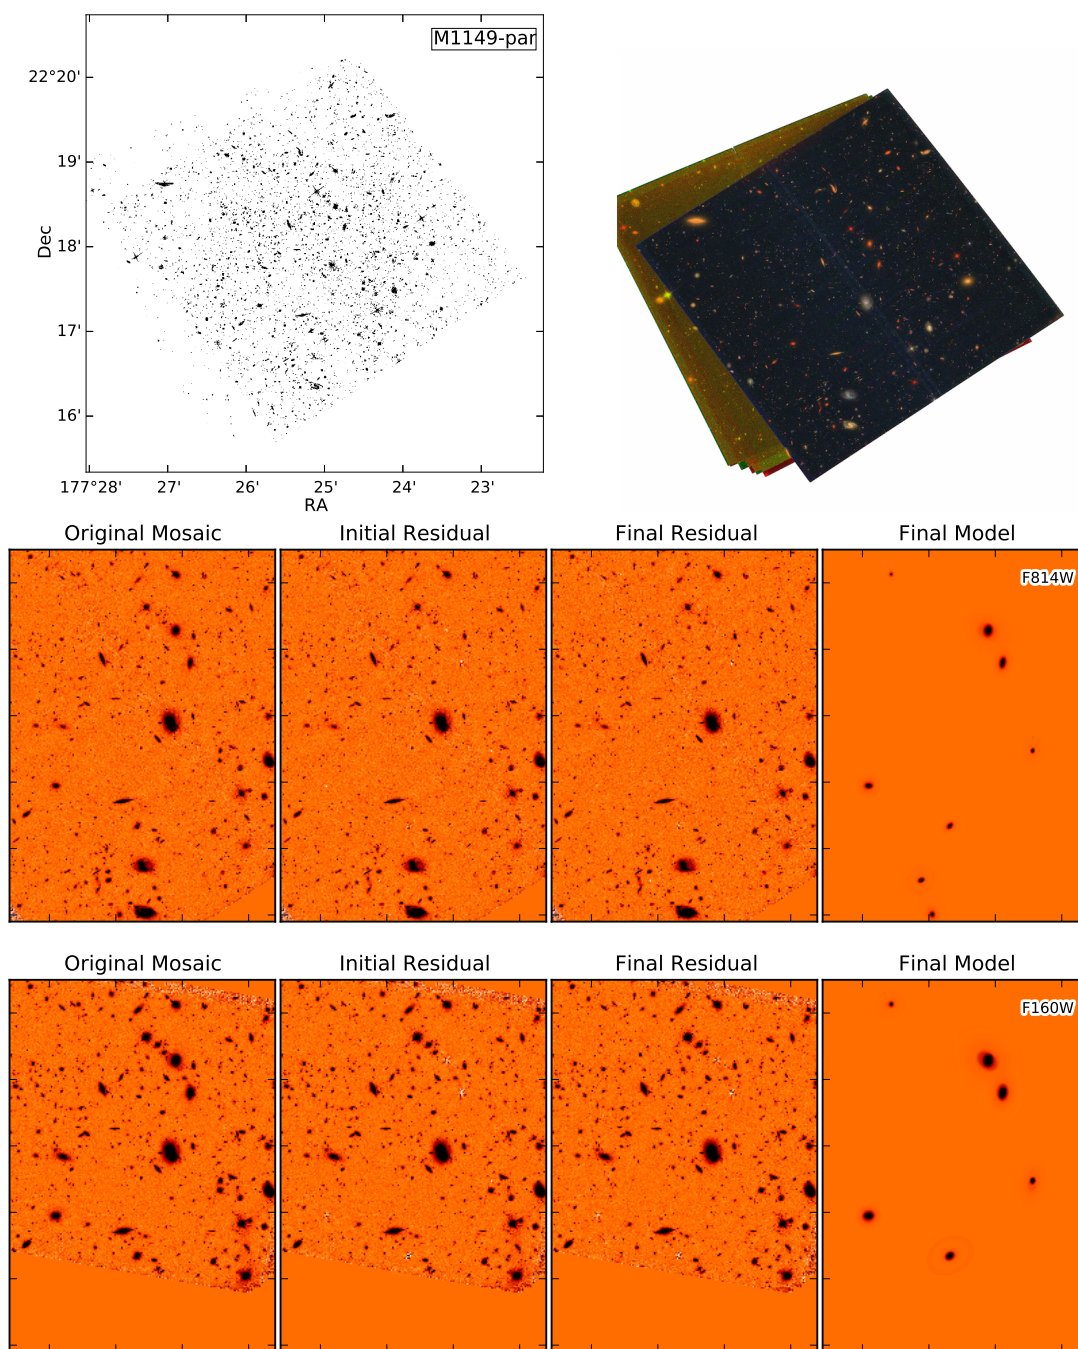 M1149-par
22°20'
19'
18'
17'
16'
Dec
177°28' 27' 26' 25' 24' 23'
RA
Original Mosaic Initial Residual Final Residual Final Model
F814W
Original Mosaic Initial Residual Final Residual Final Model
F160W